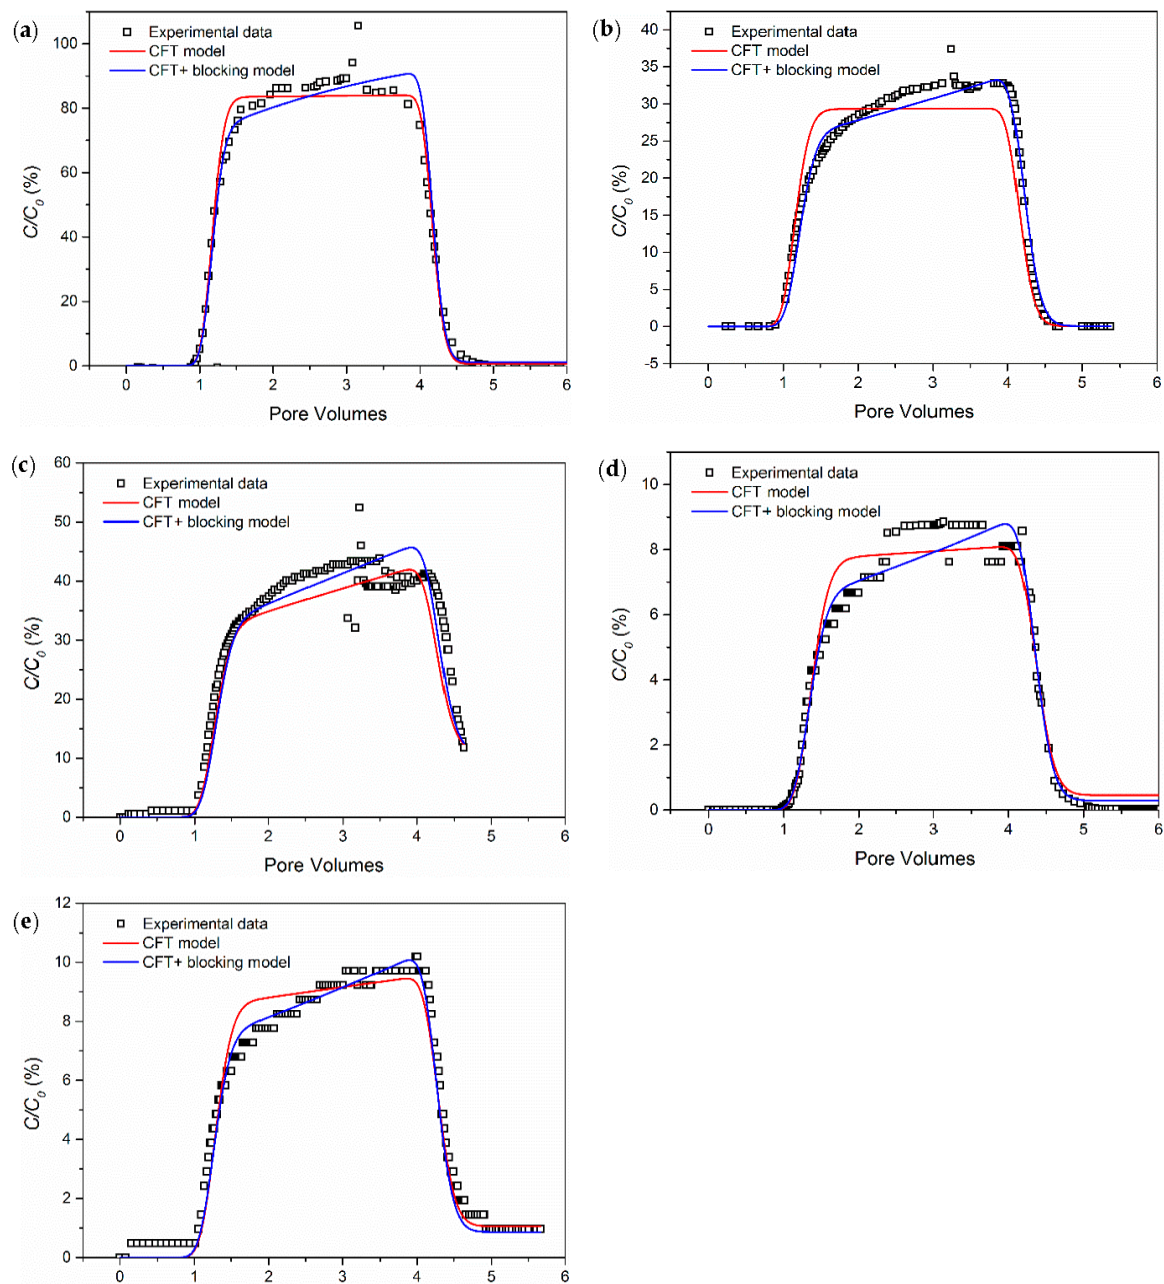 (a)
Experimental data
CFT model
CFT+ blocking model
100
80
60
40
20
0
C/C0 (%)
0 1 2 3 4 5 6
Pore Volumes
(b)
Experimental data
CFT model
CFT+ blocking model
40
35
30
25
20
15
10
5
0
-5
C/C0 (%)
0 1 2 3 4 5 6
Pore Volumes
(c)
Experimental data
CFT model
CFT+ blocking model
60
50
40
30
20
10
0
C/C0 (%)
0 1 2 3 4 5 6
Pore Volumes
(d)
Experimental data
CFT model
CFT+ blocking model
10
8
6
4
2
0
C/C0 (%)
0 1 2 3 4 5 6
Pore Volumes
(e)
Experimental data
CFT model
CFT+ blocking model
12
10
8
6
4
2
0
C/C0 (%)
0 1 2 3 4 5 6
Pore Volumes